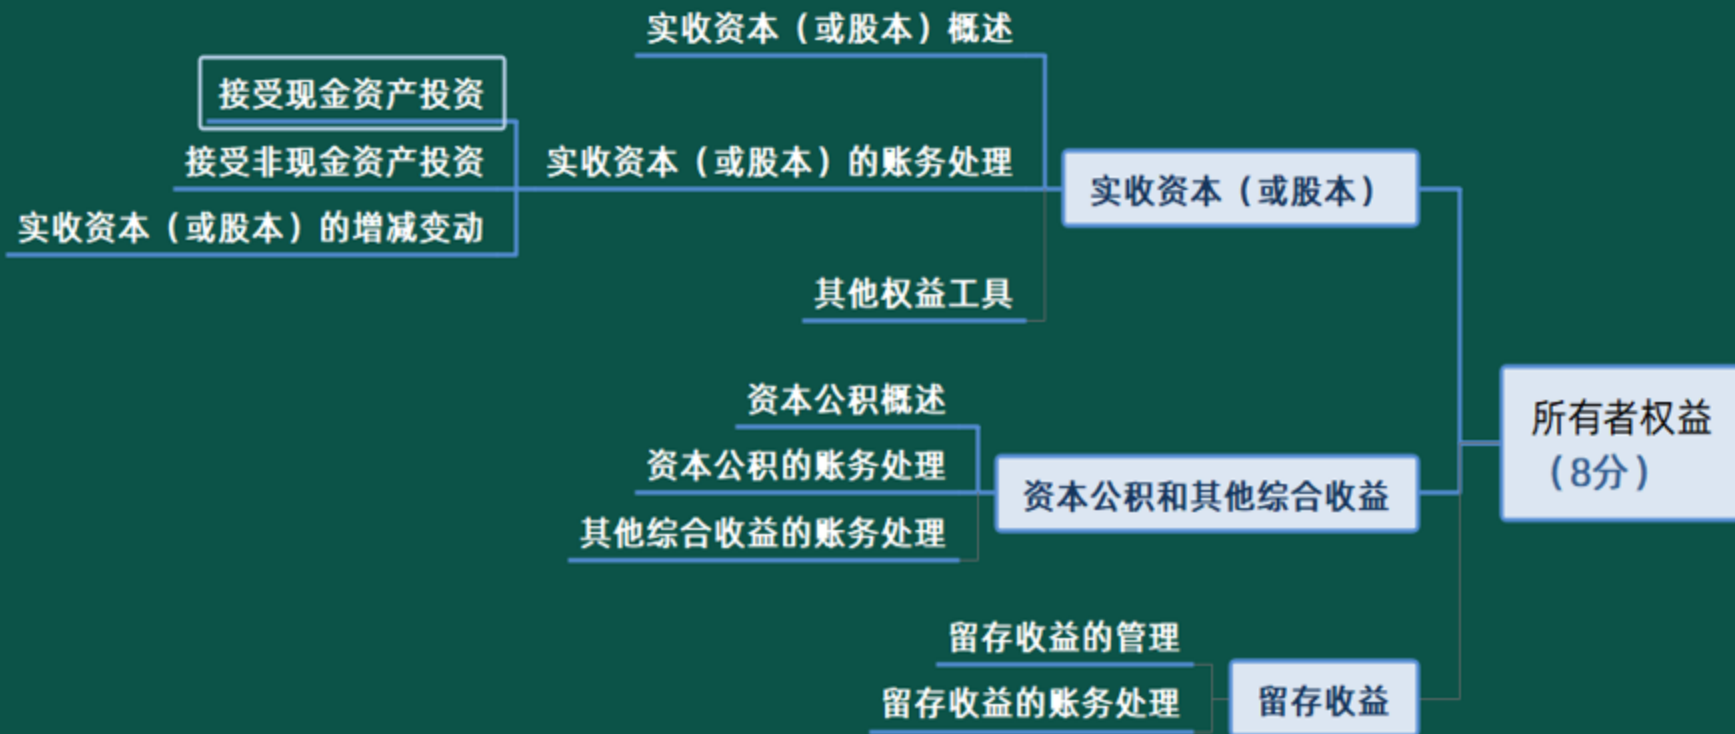 实收资本（或股本）概述
接受现金资产投资
接受非现金资产投资
实收资本（或股本）的账务处理
实收资本（或股本）
实收资本（或股本）的增减变动
其他权益工具
资本公积概述
所有者权益
（8分）
资本公积的账务处理
资本公积和其他综合收益
其他综合收益的账务处理
留存收益的管理
留存收益的账务处理
留存收益